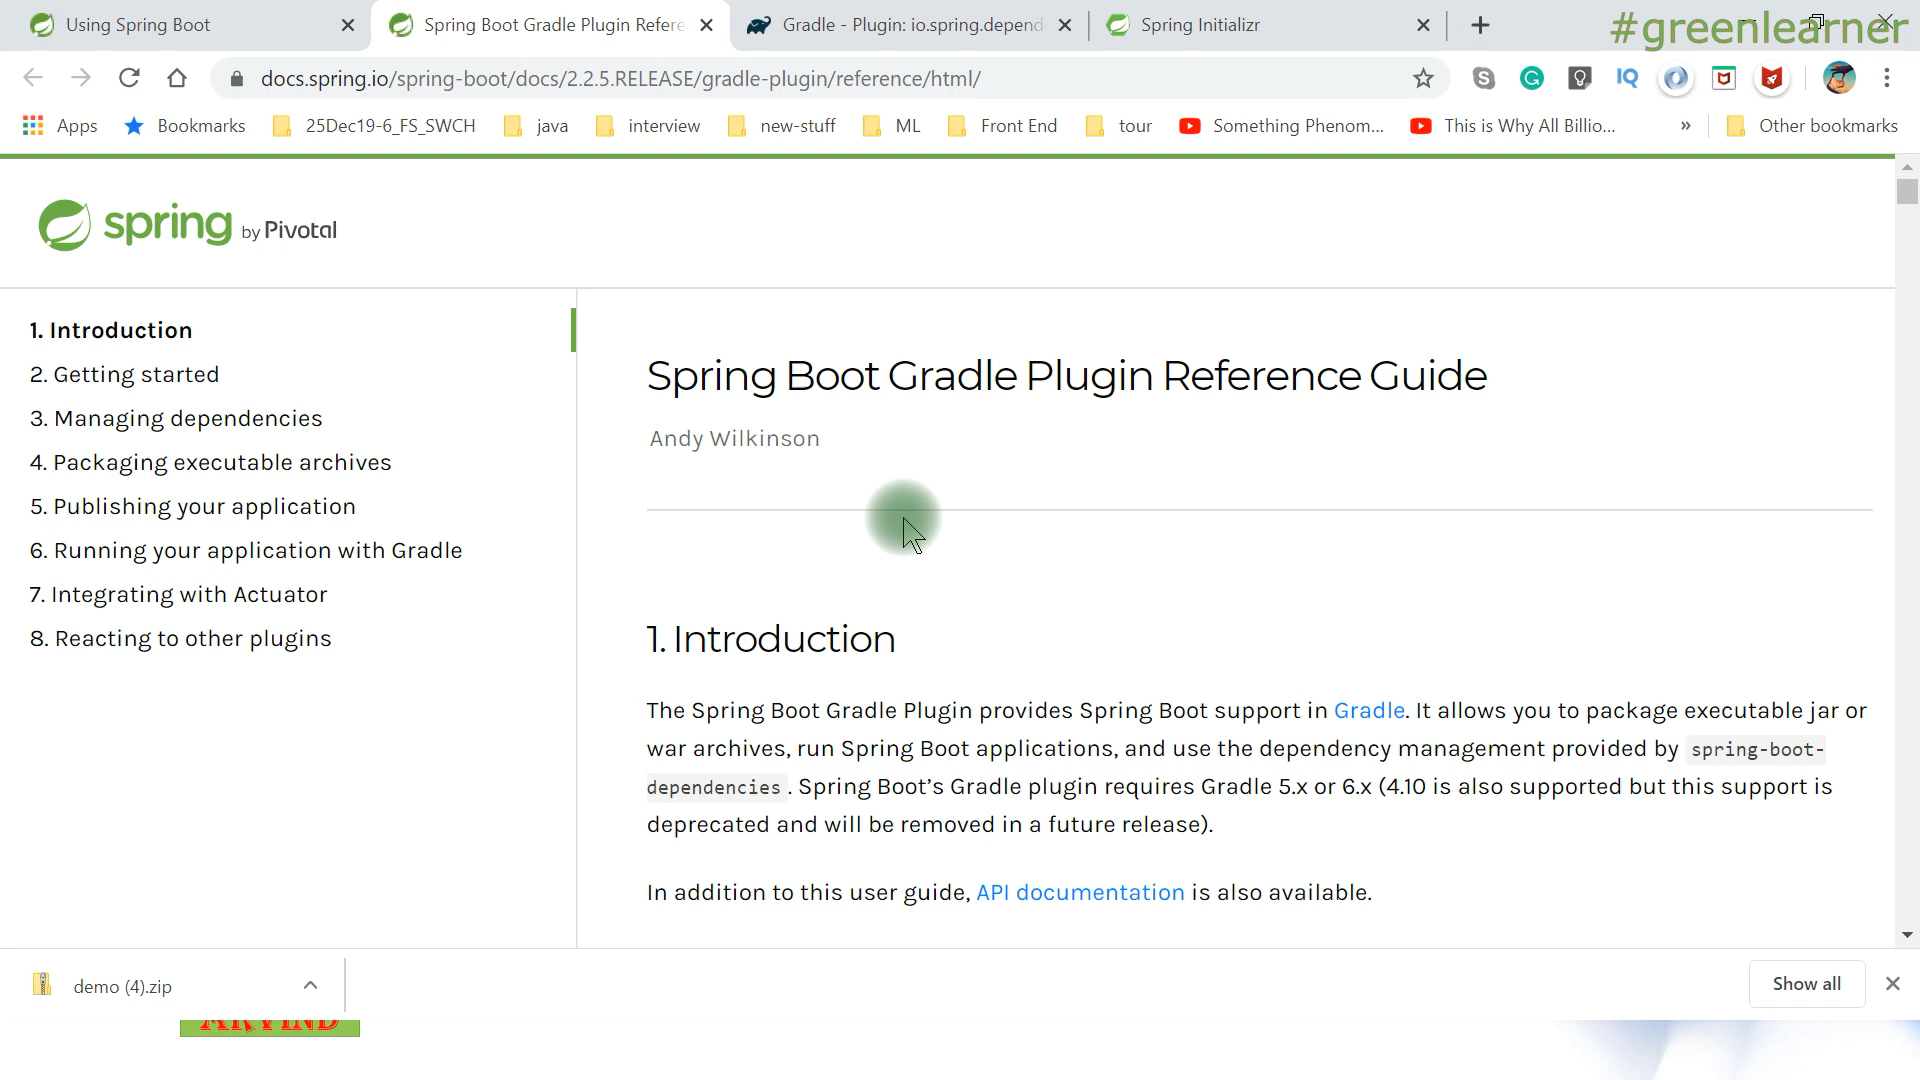 Using Spring Boot
Spring Boot Gradle Plugin Refere
Gradle - Plugin: io.spring.depend
Spring Initializr
#greenlearner
docs.spring.io/spring-boot/docs/2.2.5.RELEASE/gradle-plugin/reference/html/
Apps
Bookmarks
25Dec19-6_FS_SWCH
java
interview
new-stuff
ML
Front End
tour
Something Phenom...
This is Why All Billio...
Other bookmarks
spring by Pivotal
1. Introduction
2. Getting started
3. Managing dependencies
4. Packaging executable archives
5. Publishing your application
6. Running your application with Gradle
7. Integrating with Actuator
8. Reacting to other plugins
Spring Boot Gradle Plugin Reference Guide
Andy Wilkinson
1. Introduction
The Spring Boot Gradle Plugin provides Spring Boot support in Gradle. It allows you to package executable jar or
war archives, run Spring Boot applications, and use the dependency management provided by spring-boot-
dependencies . Spring Boot’s Gradle plugin requires Gradle 5.x or 6.x (4.10 is also supported but this support is
deprecated and will be removed in a future release).
In addition to this user guide, API documentation is also available.
demo (4).zip
Show all
ARVIND